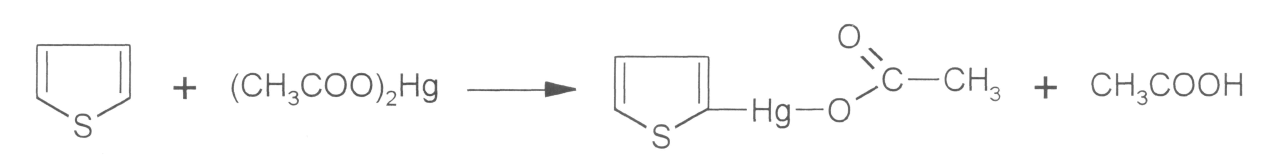 S + (CH₃COO)₂Hg S Hg O C O CH₃ + CH₃COOH